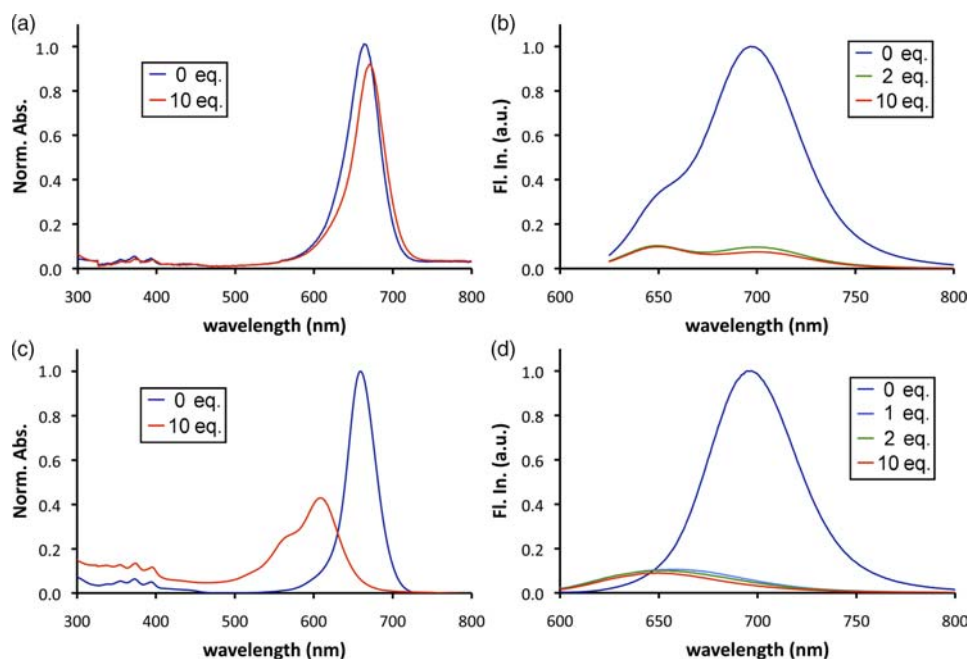 (a)
Norm. Abs.
1.0
0.8
0.6
0.4
0.2
0.0
0 eq.
10 eq.
300 400 500 600 700 800
wavelength (nm)
(b)
Fl. In. (a.u.)
1.0
0.8
0.6
0.4
0.2
0.0
0 eq.
2 eq.
10 eq.
600 650 700 750 800
wavelength (nm)
(c)
Norm. Abs.
1.0
0.8
0.6
0.4
0.2
0.0
0 eq.
10 eq.
300 400 500 600 700 800
wavelength (nm)
(d)
Fl. In. (a.u.)
1.0
0.8
0.6
0.4
0.2
0.0
0 eq.
1 eq.
2 eq.
10 eq.
600 650 700 750 800
wavelength (nm)